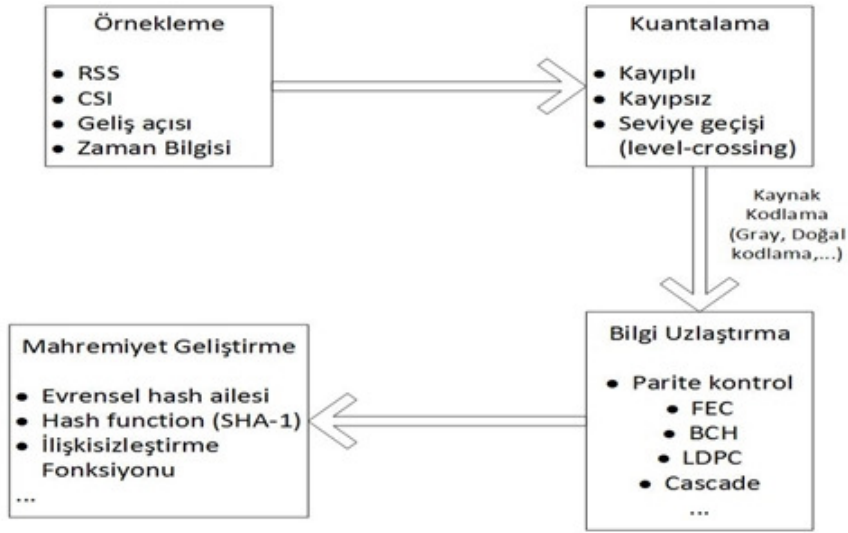 Örnekleme
● RSS
● CSI
● Geliş açısı
● Zaman Bilgisi
Kuantalama
● Kayıplı
● Kayıpsız
● Seviye geçişi
(level-crossing)
Kaynak
Kodlama
(Gray, Doğal
kodlama,...)
Bilgi Uzlaştırma
● Parite kontrol
● FEC
● BCH
● LDPC
● Cascade
...
Mahremiyet Geliştirme
● Evrensel hash ailesi
● Hash function (SHA-1)
● İlişkisizleştirme
Fonksiyonu
...